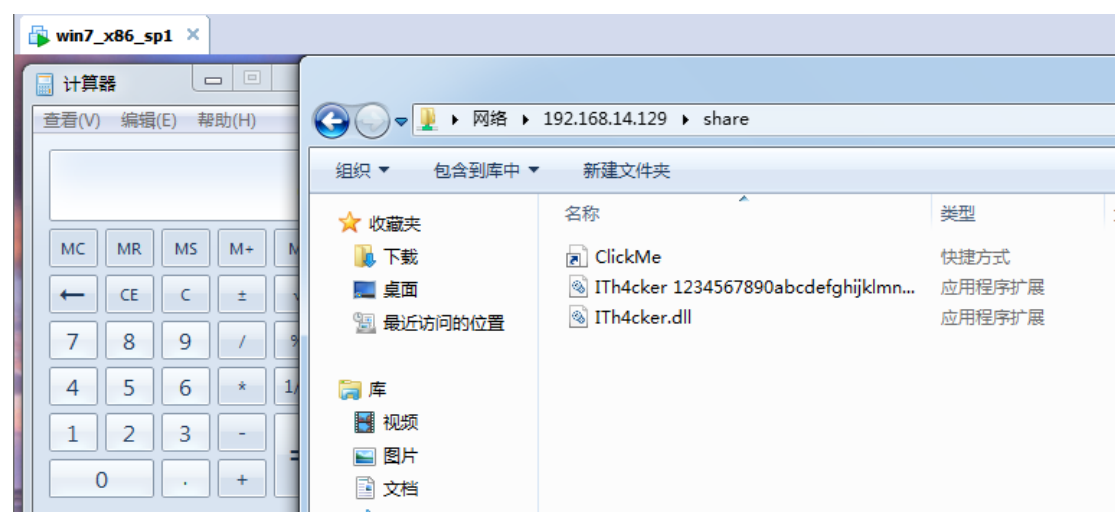 win7_x86_sp1
计算器
查看(V) 编辑(E) 帮助(H)
网络 192.168.14.129 share
组织 包含到库中 新建文件夹
收藏夹
下载
桌面
最近访问的位置
库
视频
图片
文档
名称 类型
ClickMe 快捷方式
ITh4cker 1234567890abcdefghijklmn... 应用程序扩展
ITh4cker.dll 应用程序扩展
MC MR MS M+
← CE C ±
7 8 9 /
4 5 6 *
1 2 3 - =
0 . +